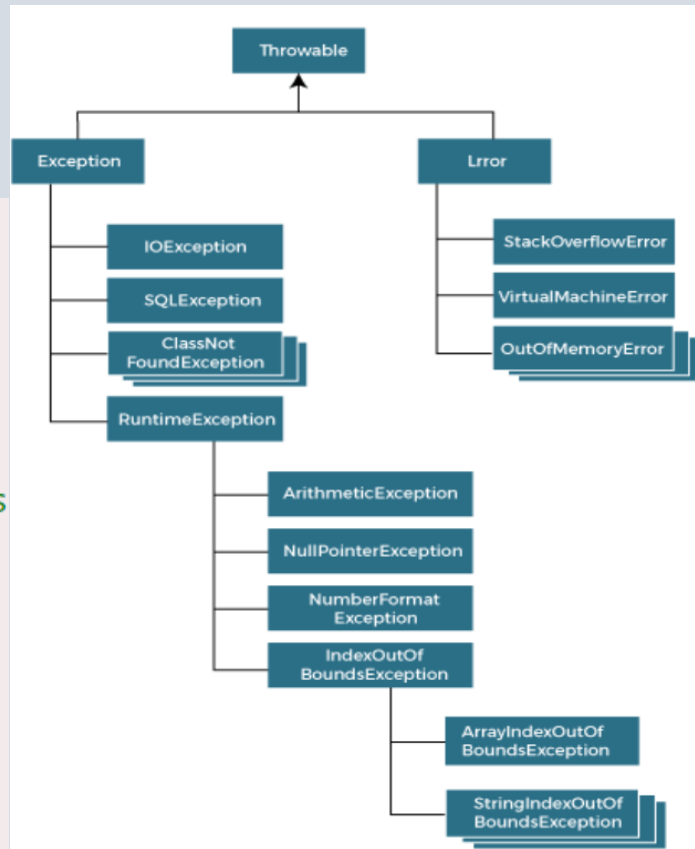 Throwable
Exception
Lrror
IOException
SQLException
ClassNot
FoundException
RuntimeException
StackOverflowError
VirtualMachineError
OutOfMemoryError
ArithmeticException
NullPointerException
NumberFormat
Exception
IndexOutOf
BoundsException
ArrayIndexOutOf
BoundsException
StringIndexOutOf
BoundsException
s